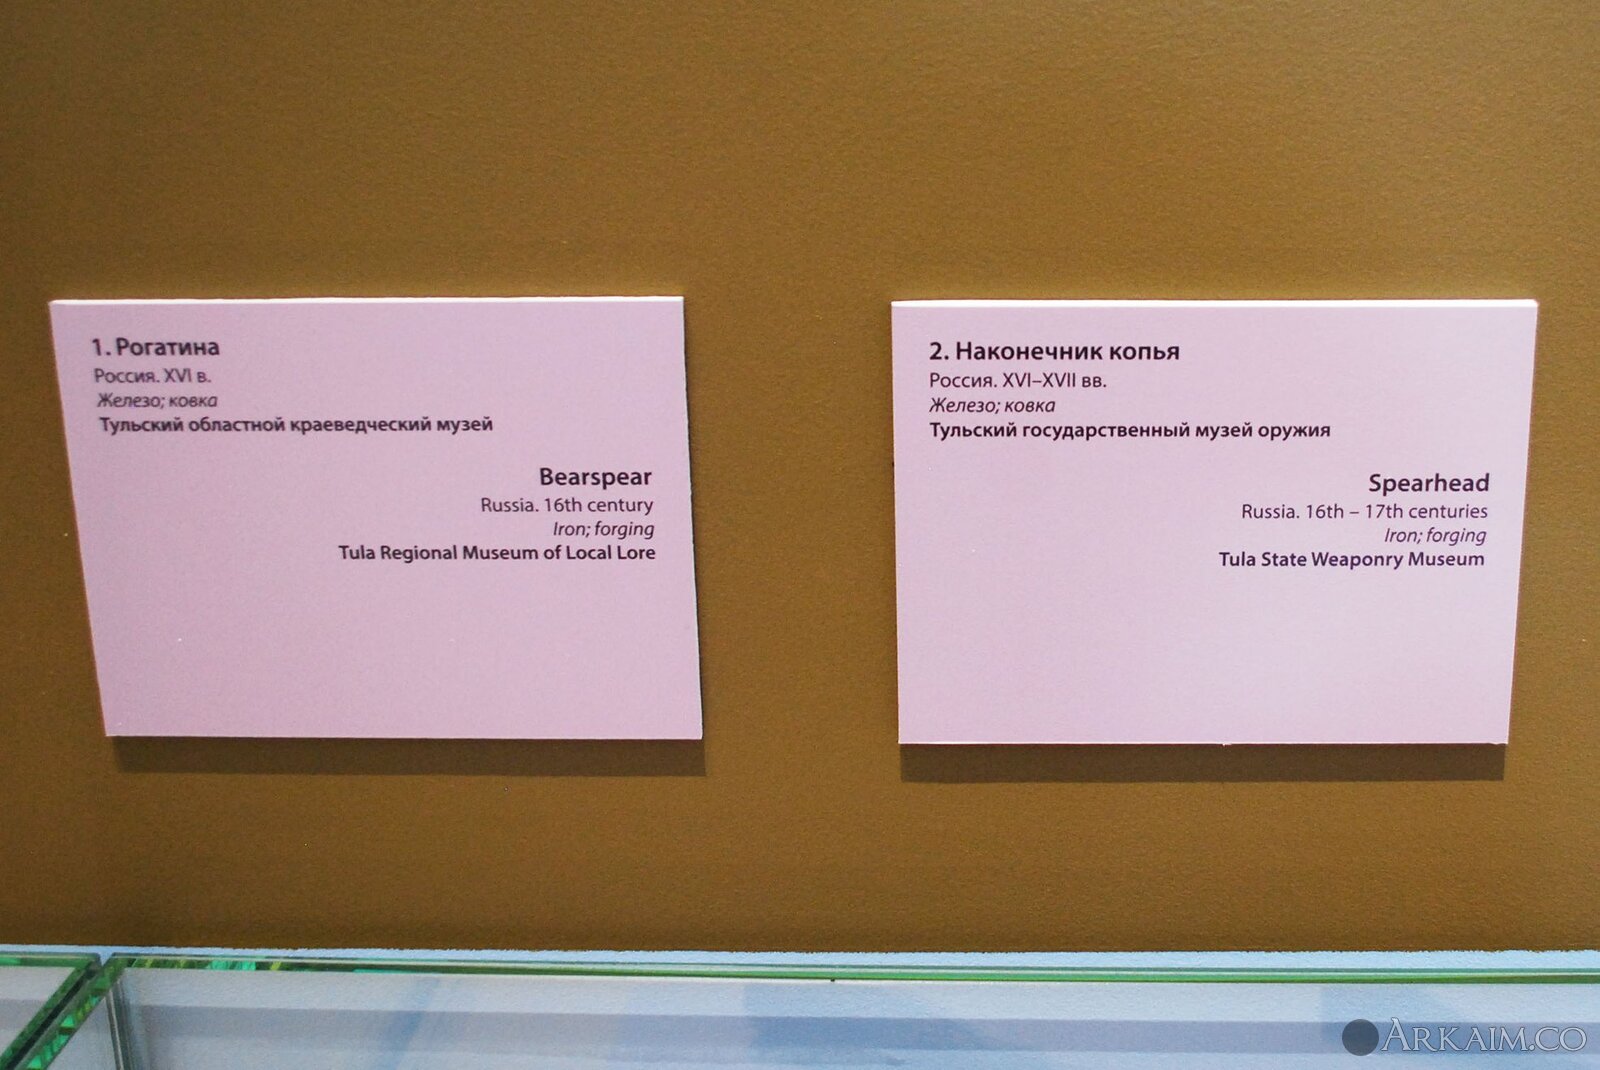 1. Рогатина
Россия. XVI в.
Железо; ковка
Тульский областной краеведческий музей
Bearspear
Russia. 16th century
Iron; forging
Tula Regional Museum of Local Lore
2. Наконечник копья
Россия. XVI–XVII вв.
Железо; ковка
Тульский государственный музей оружия
Spearhead
Russia. 16th – 17th centuries
Iron; forging
Tula State Weaponry Museum
ARKAIM.CO